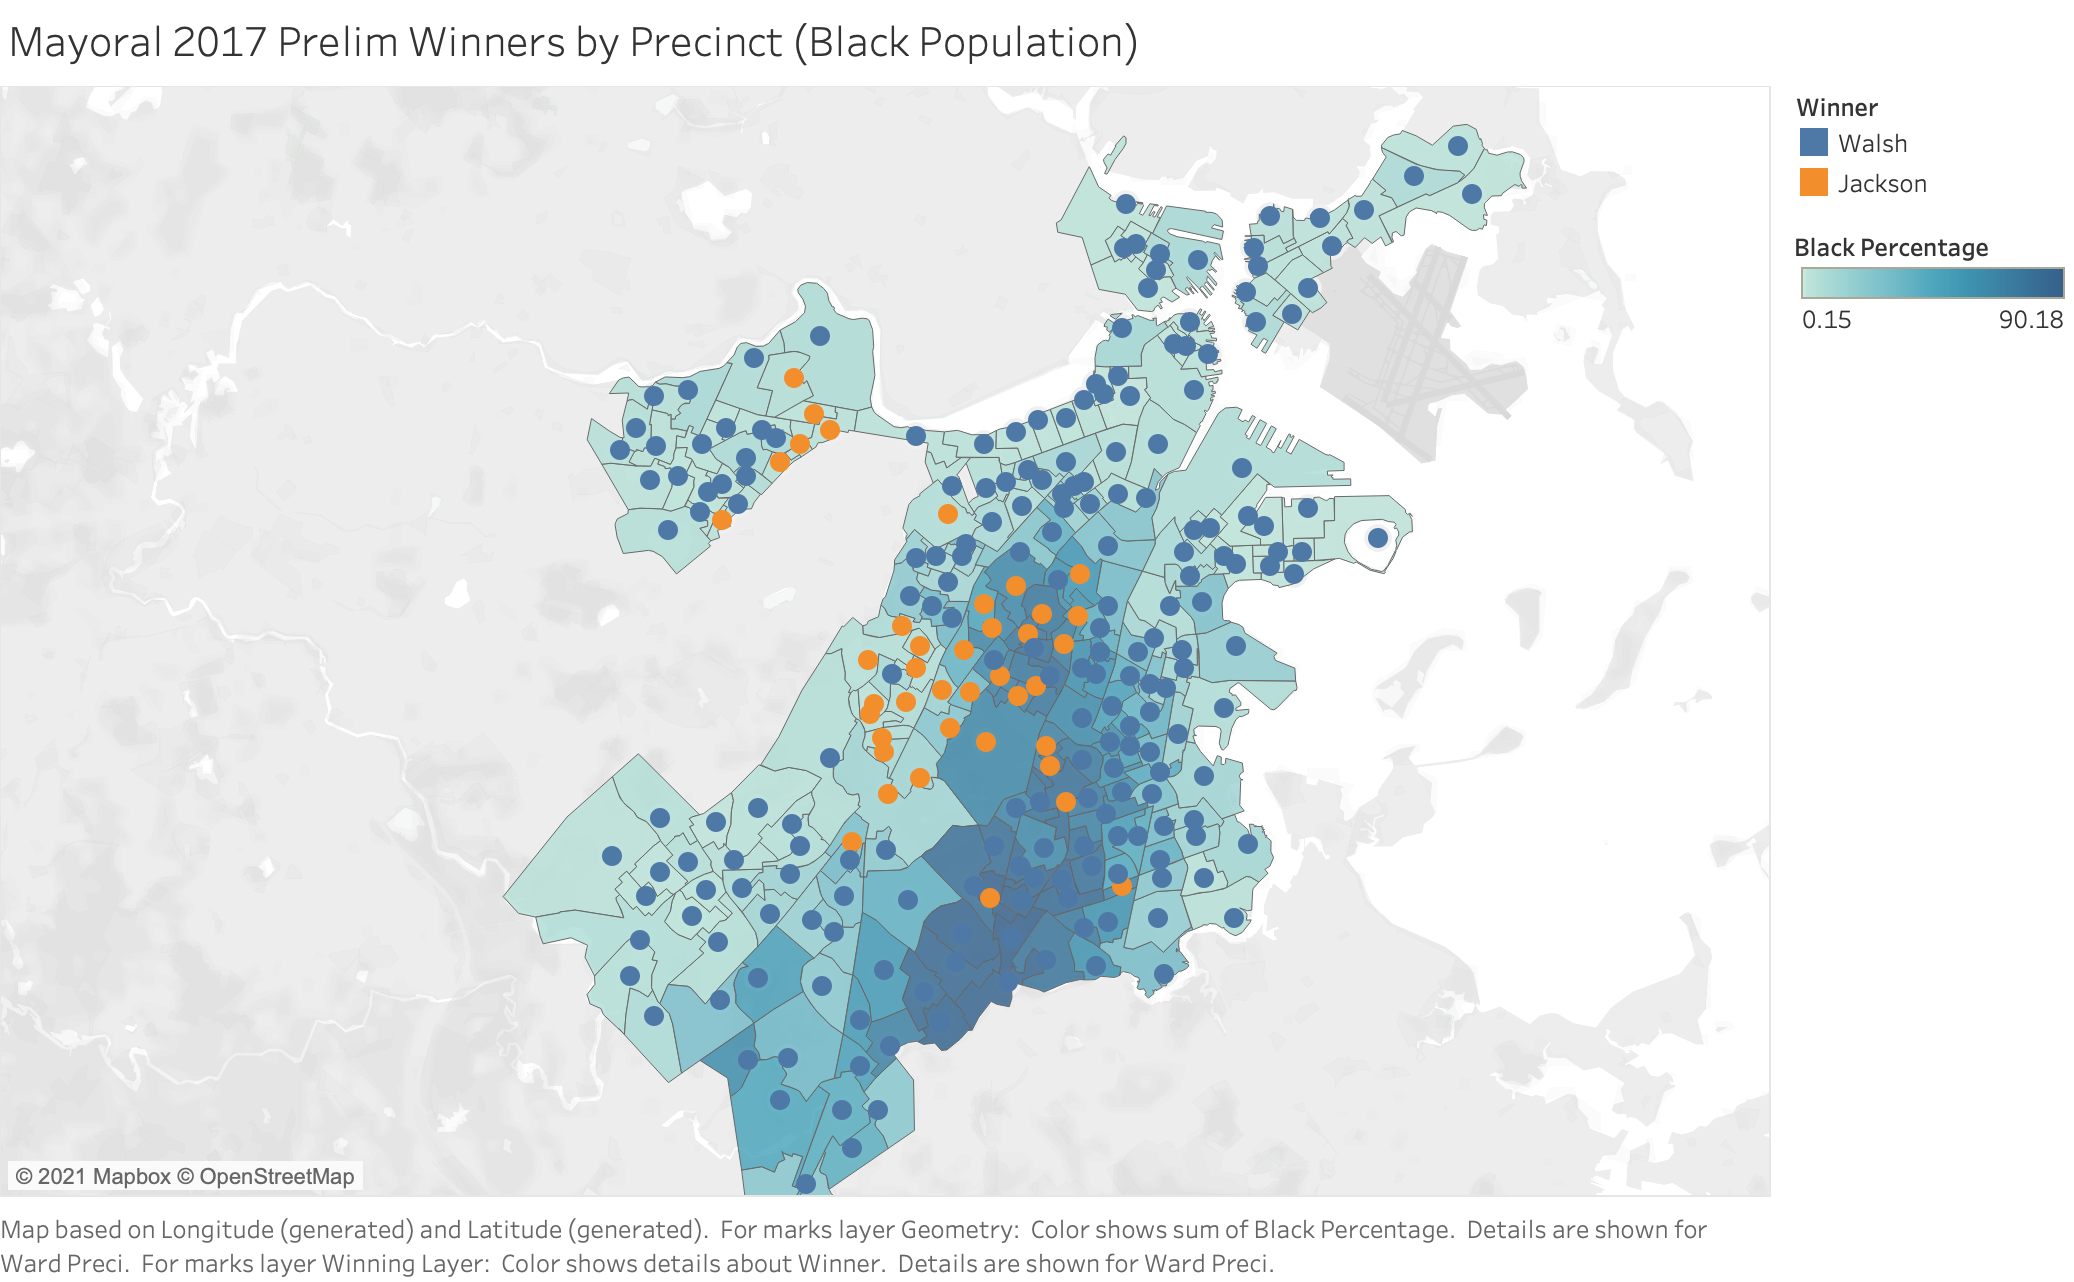 Mayoral 2017 Prelim Winners by Precinct (Black Population)
Winner
Walsh
Jackson
Black Percentage
0.15 90.18
© 2021 Mapbox © OpenStreetMap
Map based on Longitude (generated) and Latitude (generated).  For marks layer Geometry:  Color shows sum of Black Percentage.  Details are shown for
Ward Preci.  For marks layer Winning Layer:  Color shows details about Winner.  Details are shown for Ward Preci.